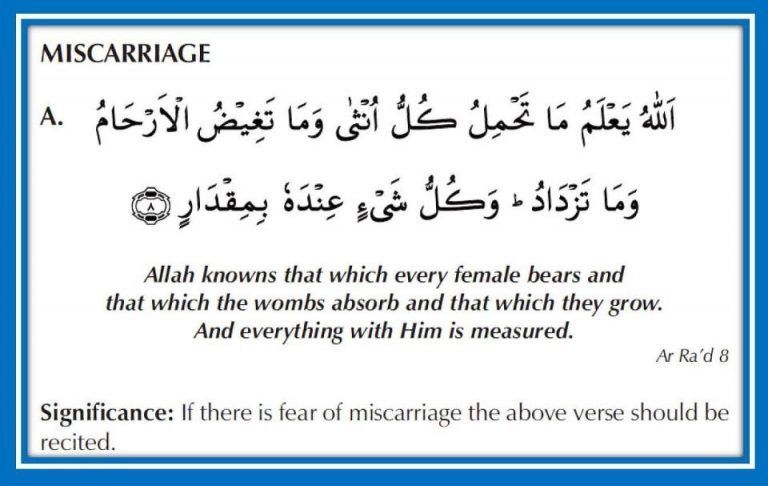 MISCARRIAGE
A. اَللّٰهُ يَعْلَمُ مَا تَحْمِلُ كُلُّ اُنْثٰى وَمَا تَغِيْضُ الْاَرْحَامُ
وَمَا تَزْدَادُ ؕ وَكُلُّ شَیْءٍ عِنْدَهٗ بِمِقْدَارٍ ﴿۸﴾
Allah knowns that which every female bears and
that which the wombs absorb and that which they grow.
And everything with Him is measured.
Ar Ra’d 8
Significance: If there is fear of miscarriage the above verse should be
recited.